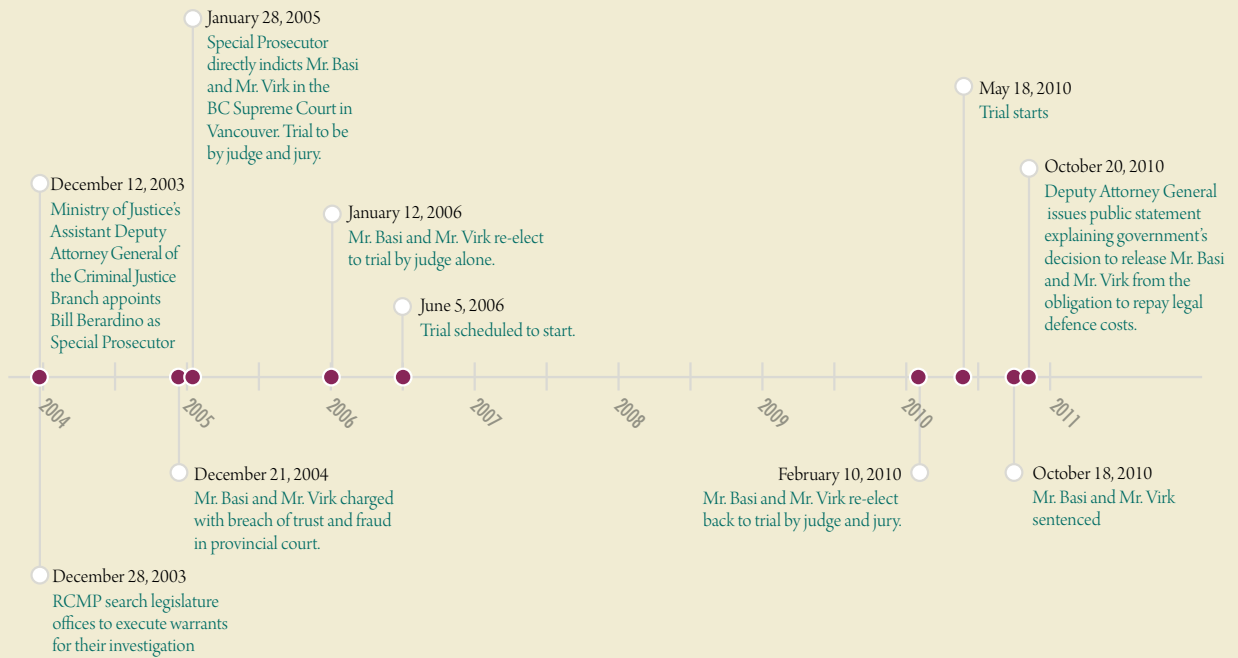 January 28, 2005
Special Prosecutor
directly indicts Mr. Basi
and Mr. Virk in the
BC Supreme Court in
Vancouver. Trial to be
by judge and jury.
May 18, 2010
Trial starts
December 12, 2003
Ministry of Justice's
Assistant Deputy
Attorney General of
the Criminal Justice
Branch appoints
Bill Berardino as
Special Prosecutor
January 12, 2006
Mr. Basi and Mr. Virk re-elect
to trial by judge alone.
June 5, 2006
Trial scheduled to start.
October 20, 2010
Deputy Attorney General
issues public statement
explaining government's
decision to release Mr. Basi
and Mr. Virk from the
obligation to repay legal
defence costs.
2004
2005
2006
2007
2008
2009
2010
2011
December 21, 2004
Mr. Basi and Mr. Virk charged
with breach of trust and fraud
in provincial court.
February 10, 2010
Mr. Basi and Mr. Virk re-elect
back to trial by judge and jury.
October 18, 2010
Mr. Basi and Mr. Virk
sentenced
December 28, 2003
RCMP search legislature
offices to execute warrants
for their investigation